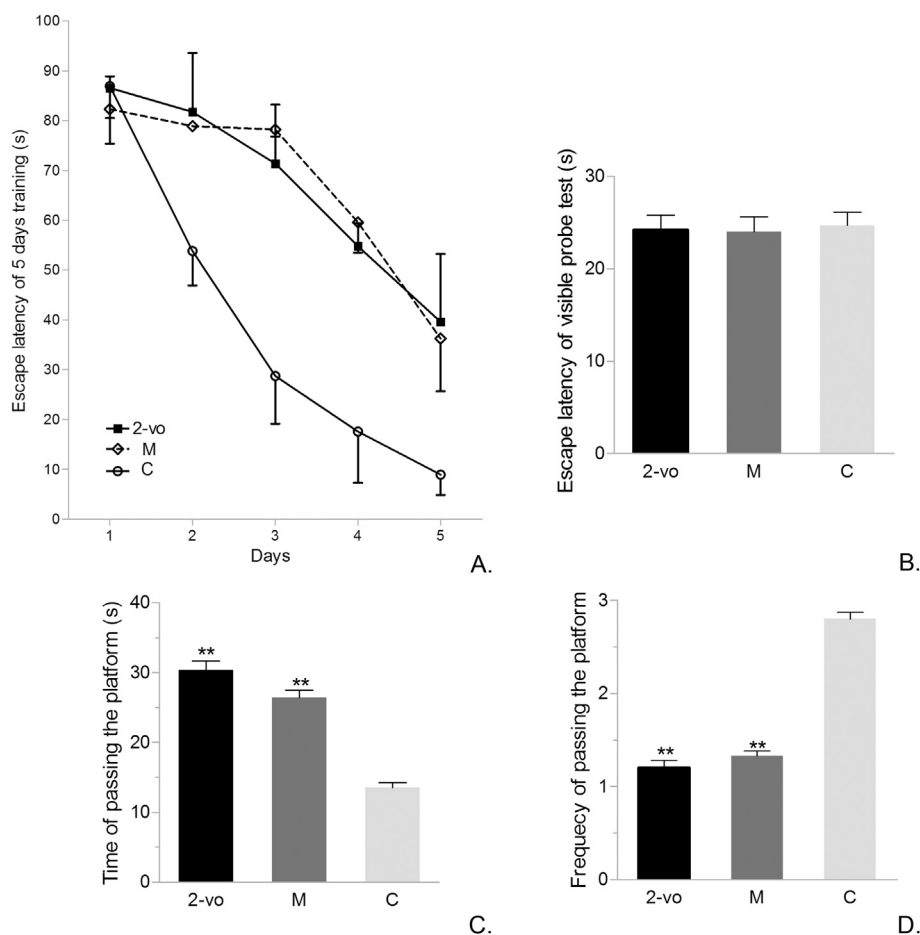 Escape latency of 5 days training (s)
100
90
80
70
60
50
40
30
20
10
0
2-vo
M
C
1 2 3 4 5
Days
A.
Escape latency of visible probe test (s)
30
20
10
0
2-vo M C
B.
Time of passing the platform (s)
40
30
20
10
0
**
**
2-vo M C
C.
Frequecy of passing the platform
3
2
1
0
**
**
2-vo M C
D.